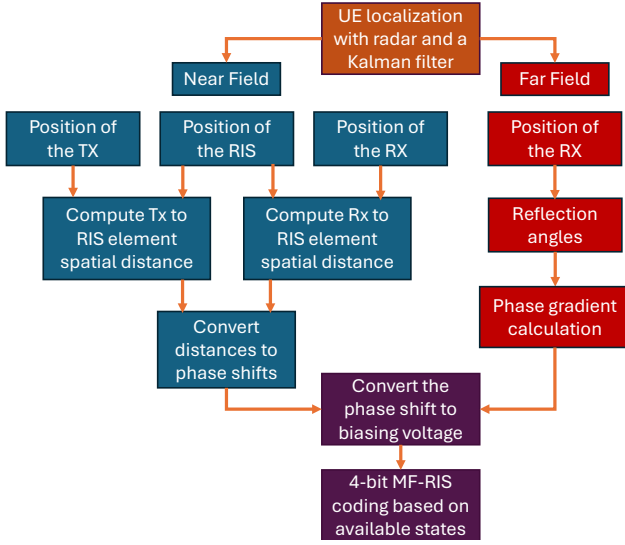 UE localization
with radar and a
Kalman filter
Near Field
Far Field
Position of
the TX
Position of
the RIS
Position of
the RX
Position of
the RX
Compute Tx to
RIS element
spatial distance
Compute Rx to
RIS element
spatial distance
Reflection
angles
Convert
distances to
phase shifts
Phase gradient
calculation
Convert the
phase shift to
biasing voltage
4-bit MF-RIS
coding based on
available states